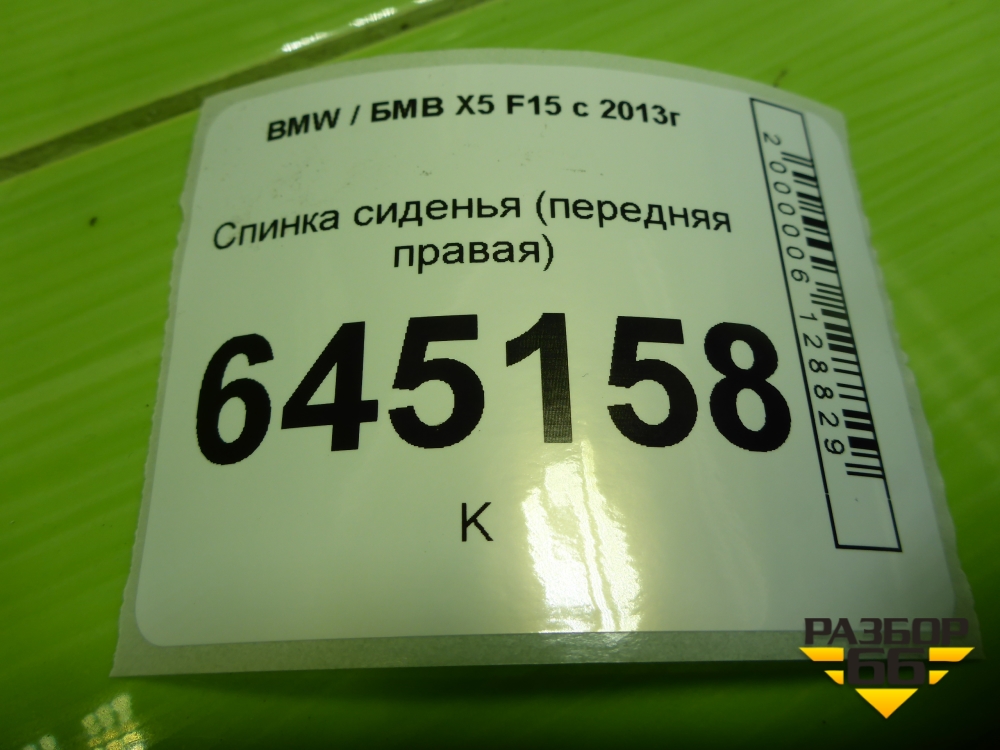 BMW / БМВ X5 F15 с 2013г
Спинка сиденья (передняя
правая)
645158
К
2000006128829
РАЗБОР
66